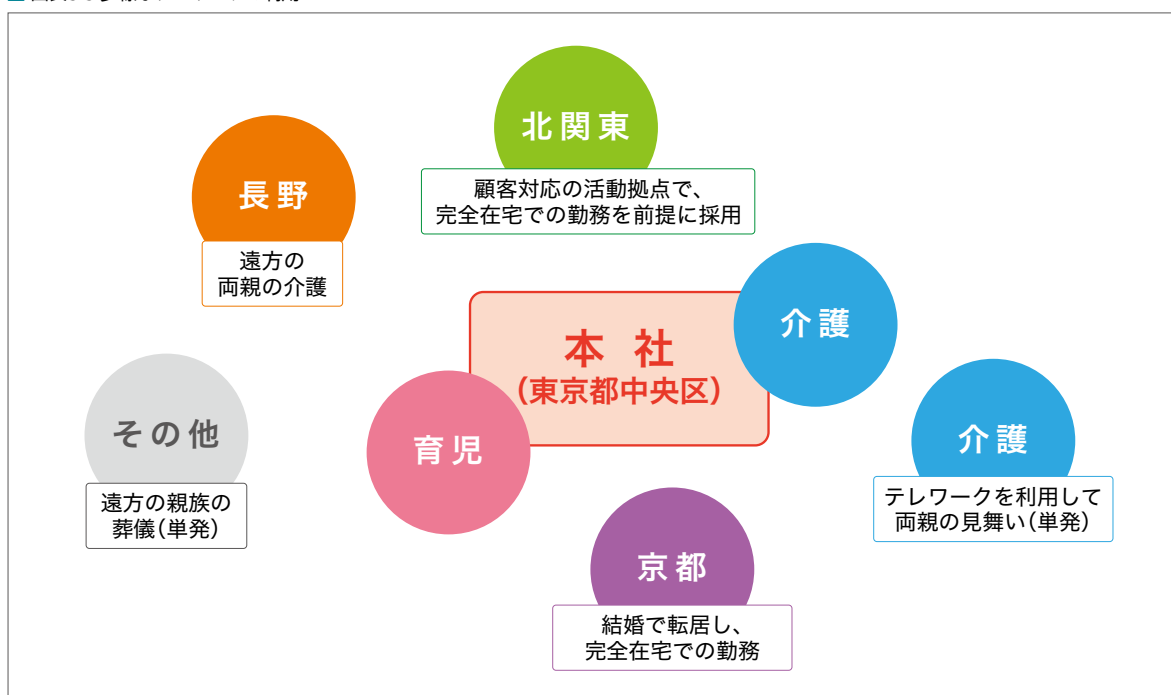 北関東
顧客対応の活動拠点で、
完全在宅での勤務を前提に採用
長野
遠方の
両親の介護
本社
(東京都中央区)
介護
育児
その他
遠方の親族の
葬儀(単発)
介護
テレワークを利用して
両親の見舞い(単発)
京都
結婚で転居し、
完全在宅での勤務